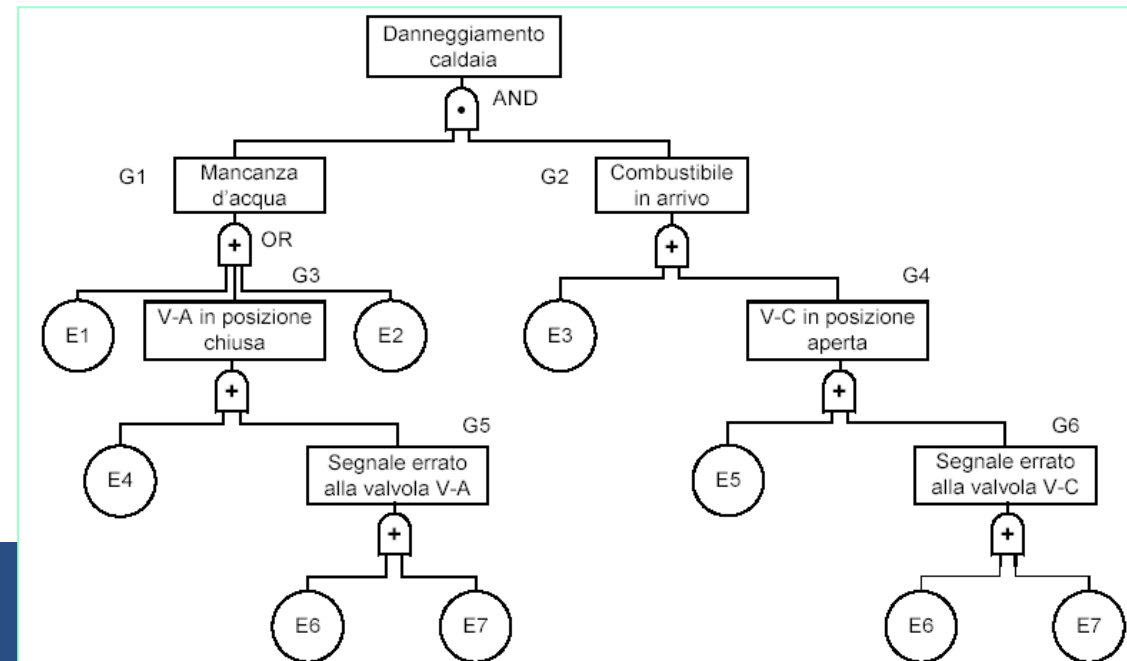 Danneggiamento
caldaia
•
AND
G1
Mancanza
d'acqua
G2
Combustibile
in arrivo
+
OR
+
G3
G4
E1
V-A in posizione
chiusa
E2
E3
V-C in posizione
aperta
+
+
G5
G6
E4
Segnale errato
alla valvola V-A
E5
Segnale errato
alla valvola V-C
+
+
E6
E7
E6
E7